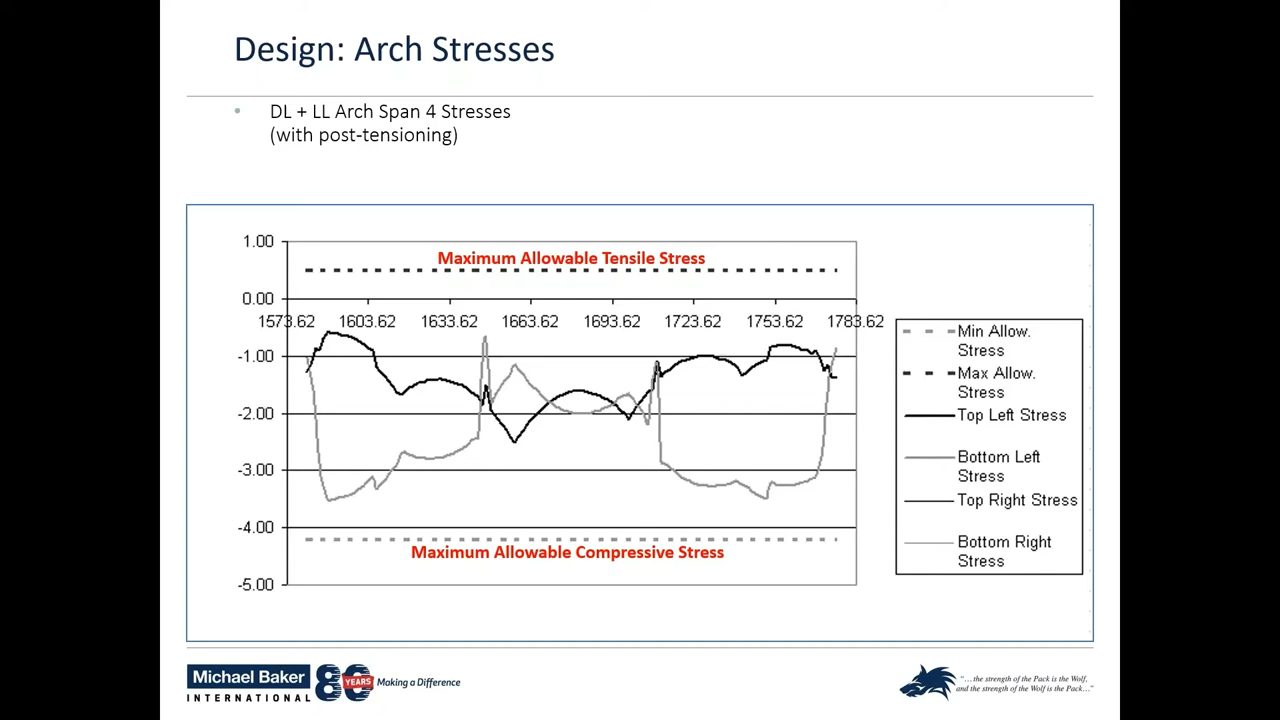 Design: Arch Stresses
• DL + LL Arch Span 4 Stresses
(with post-tensioning)
1.00
Maximum Allowable Tensile Stress
0.00
1573.62 1603.62 1633.62 1663.62 1693.62 1723.62 1753.62 1783.62
-1.00
-2.00
-3.00
-4.00
Maximum Allowable Compressive Stress
-5.00
Min Allow.
Stress
Max Allow.
Stress
Top Left Stress
Bottom Left
Stress
Top Right Stress
Bottom Right
Stress
Michael Baker
INTERNATIONAL
80 YEARS
Making a Difference
“…the strength of the Pack is the Wolf,
and the strength of the Wolf is the Pack…”